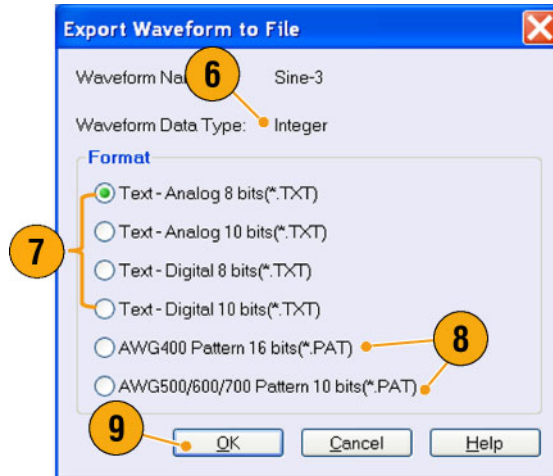 Export Waveform to File
6
Sine-3
Waveform Data Type: Integer
Format
Text - Analog 8 bits(*.TXT)
Text - Analog 10 bits(*.TXT)
7
Text - Digital 8 bits(*.TXT)
Text - Digital 10 bits(*.TXT)
AWG400 Pattern 16 bits(*.PAT)
8
AWG500/600/700 Pattern 10 bits(*.PAT)
9
OK Cancel Help